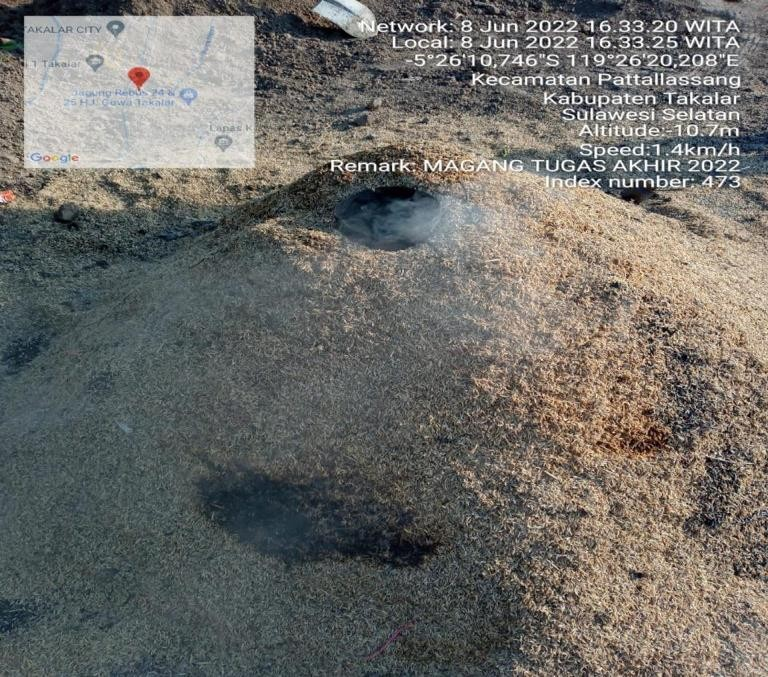 AKALAR CITY
1 Takalar
Jagung Rebus 24 &
25 HJ. Gowa Takalar
Lapas K
Google
Network: 8 Jun 2022 16.33.20 WITA
Local: 8 Jun 2022 16.33.25 WITA
-5°26'10,746"S 119°26'20,208"E
Kecamatan Pattallassang
Kabupaten Takalar
Sulawesi Selatan
Altitude:-10.7m
Speed:1.4km/h
Remark: MAGANG TUGAS AKHIR 2022
Index number: 473